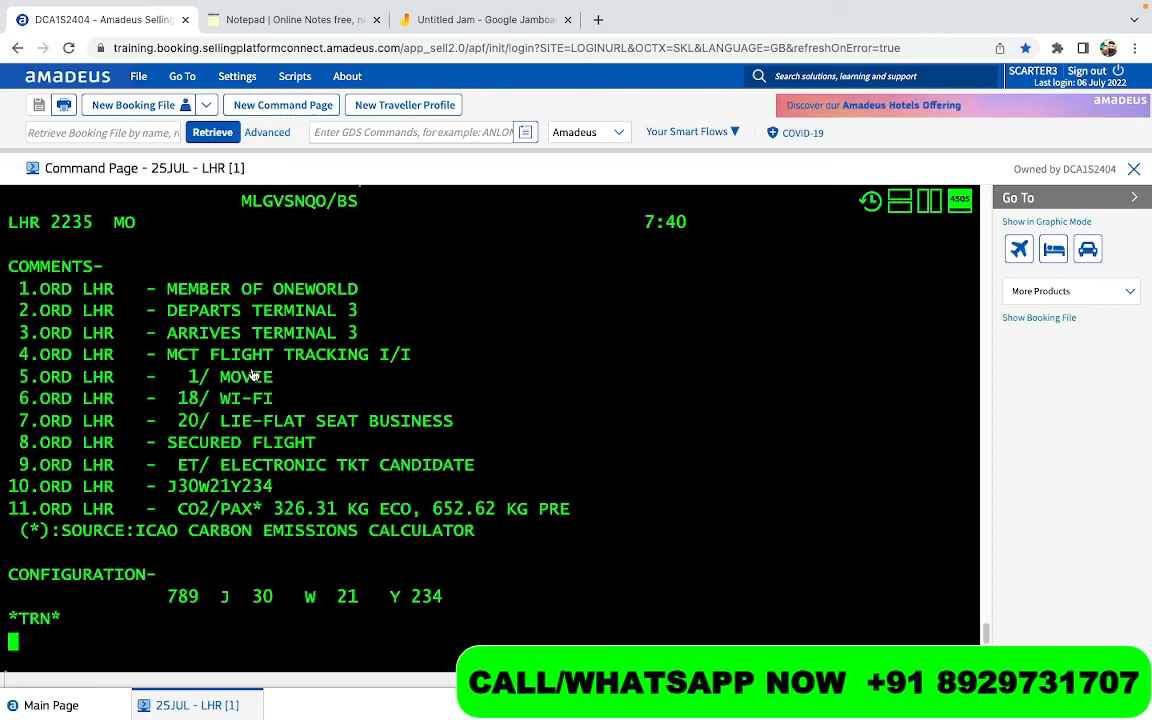 DCA1S2404 - Amadeus Selling
Notepad | Online Notes free, no
Untitled Jam - Google Jamboa
training.booking.sellingplatformconnect.amadeus.com/app_sell2.0/apf/init/login?SITE=LOGINURL&OCTX=SKL&LANGUAGE=GB&refreshOnError=true
amadeus File Go To Settings Scripts About
Search solutions, learning and support
SCARTER3 Sign out
Last login: 06 July 2022
New Booking File New Command Page New Traveller Profile
Discover our Amadeus Hotels Offering
amadeus
Retrieve Booking File by name, r
Retrieve Advanced
Enter GDS Commands, for example: ANLON
Amadeus
Your Smart Flows
COVID-19
Command Page - 25JUL - LHR [1]
Owned by DCA1S2404
MLGVSNQO/BS
4505
LHR 2235 MO 7:40
COMMENTS-
1.ORD LHR - MEMBER OF ONEWORLD
2.ORD LHR - DEPARTS TERMINAL 3
3.ORD LHR - ARRIVES TERMINAL 3
4.ORD LHR - MCT FLIGHT TRACKING I/I
5.ORD LHR - 1/ MOVIE
6.ORD LHR - 18/ WI-FI
7.ORD LHR - 20/ LIE-FLAT SEAT BUSINESS
8.ORD LHR - SECURED FLIGHT
9.ORD LHR - ET/ ELECTRONIC TKT CANDIDATE
10.ORD LHR - J30W21Y234
11.ORD LHR - CO2/PAX* 326.31 KG ECO, 652.62 KG PRE
(*):SOURCE:ICAO CARBON EMISSIONS CALCULATOR
CONFIGURATION-
789 J 30 W 21 Y 234
*TRN*
Go To
Show in Graphic Mode
More Products
Show Booking File
CALL/WHATSAPP NOW +91 8929731707
Main Page
25JUL - LHR [1]